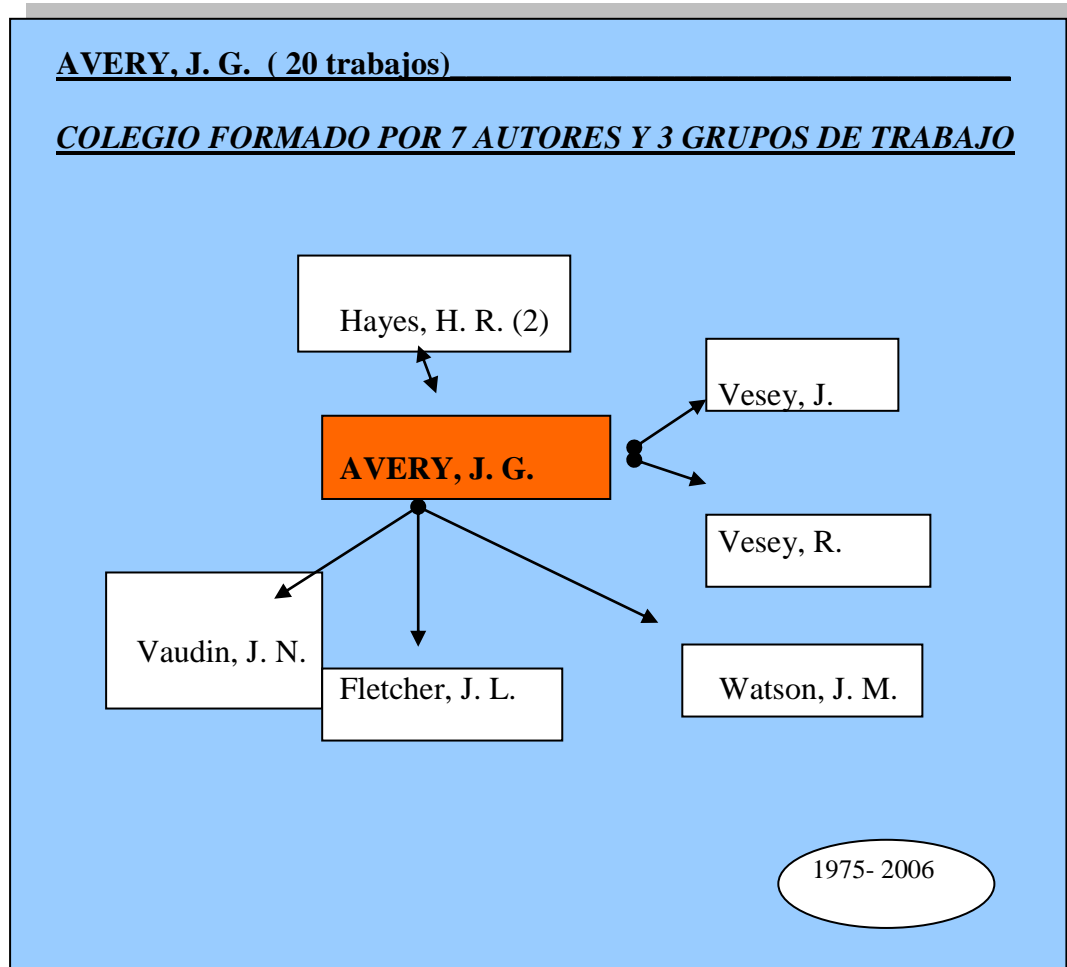 AVERY, J. G. ( 20 trabajos)
COLEGIO FORMADO POR 7 AUTORES Y 3 GRUPOS DE TRABAJO
Hayes, H. R. (2)
Vesey, J.
AVERY, J. G.
Vesey, R.
Vaudin, J. N.
Fletcher, J. L.
Watson, J. M.
1975- 2006